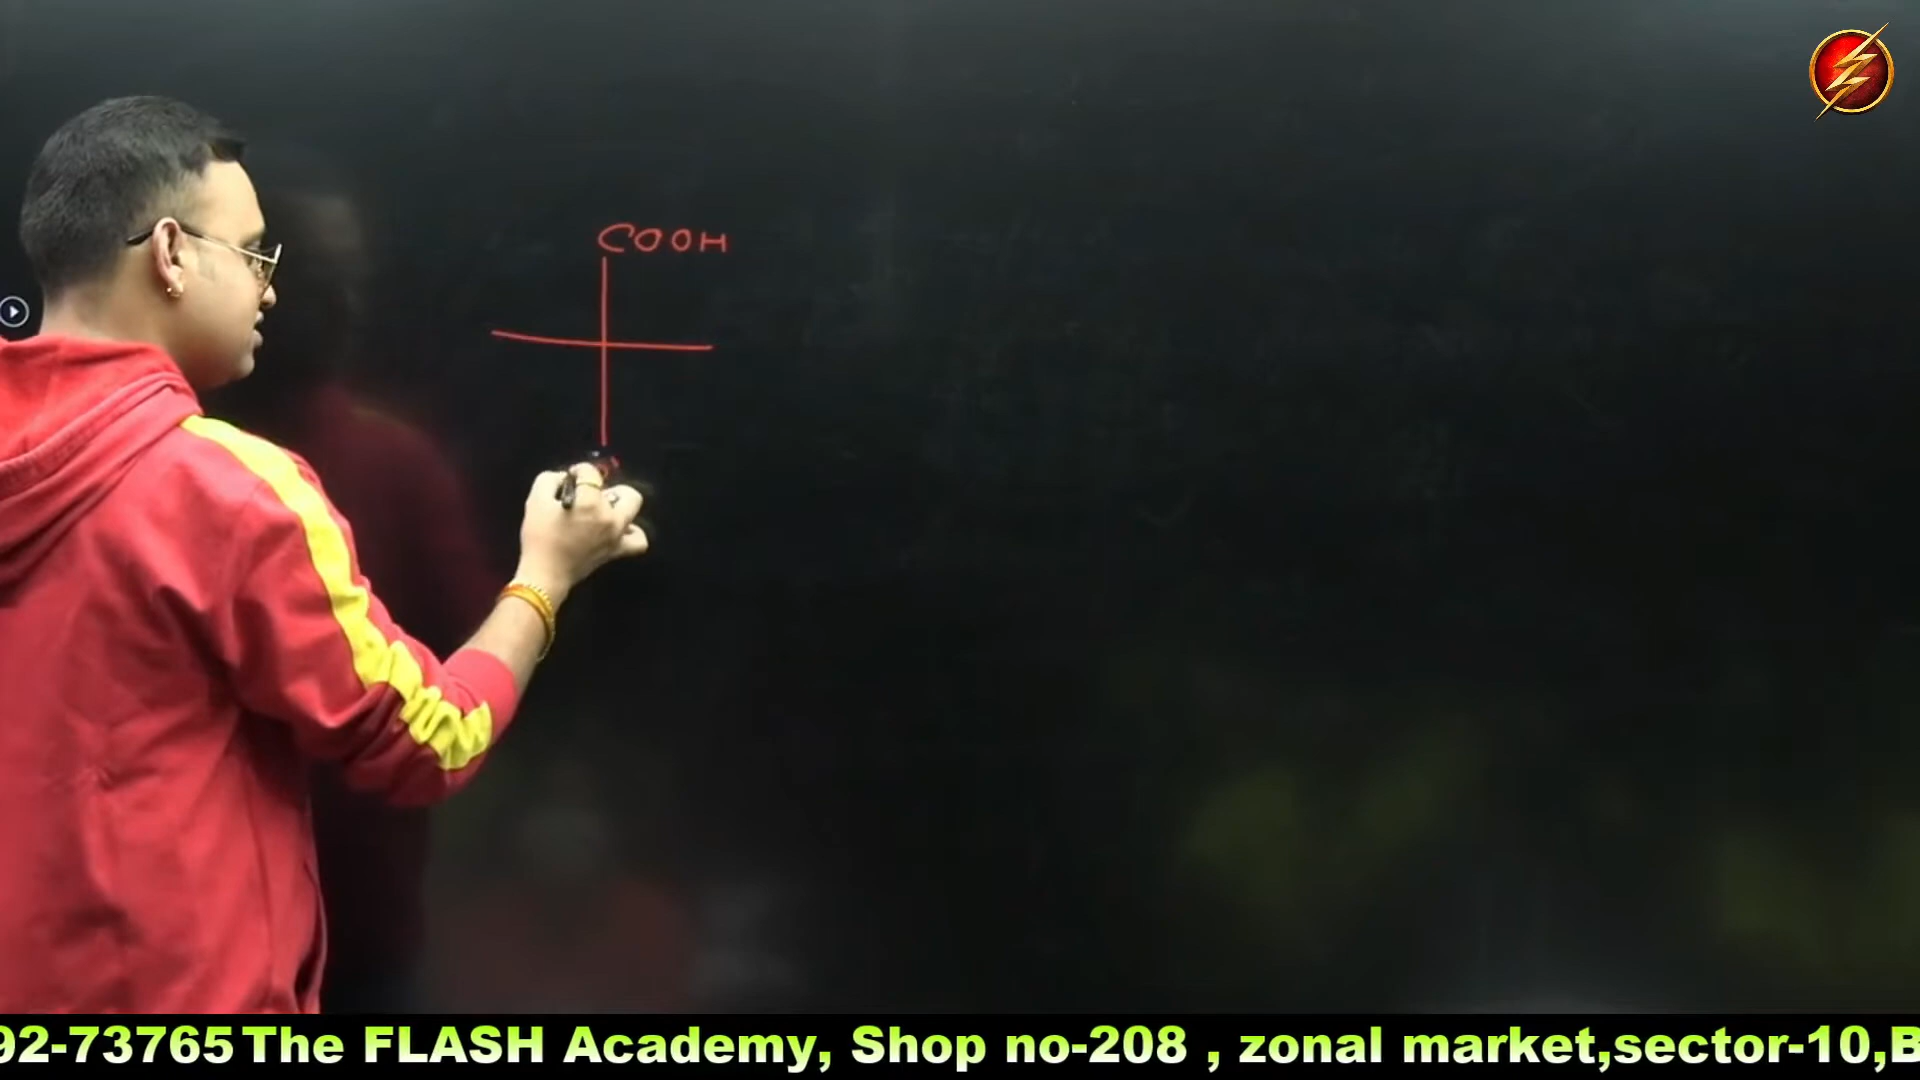 COOH
92-73765 The FLASH Academy, Shop no-208 , zonal market,sector-10,B